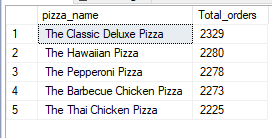 pizza_name Total_orders
1 The Classic Deluxe Pizza 2329
2 The Hawaiian Pizza 2280
3 The Pepperoni Pizza 2278
4 The Barbecue Chicken Pizza 2273
5 The Thai Chicken Pizza 2225